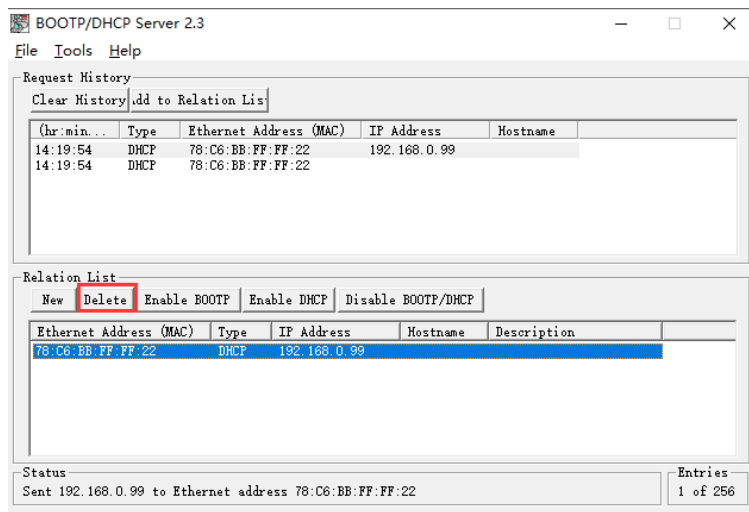 BOOTP/DHCP Server 2.3
File Tools Help
Request History
Clear History dd to Relation Lis
(hr:min... Type Ethernet Address (MAC) IP Address Hostname
14:19:54 DHCP 78:C6:BB:FF:FF:22 192.168.0.99
14:19:54 DHCP 78:C6:BB:FF:FF:22
Relation List
New Delete Enable BOOTP Enable DHCP Disable BOOTP/DHCP
Ethernet Address (MAC) Type IP Address Hostname Description
78:C6:BB:FF:FF:22 DHCP 192.168.0.99
Status
Sent 192.168.0.99 to Ethernet address 78:C6:BB:FF:FF:22
Entries
1 of 256